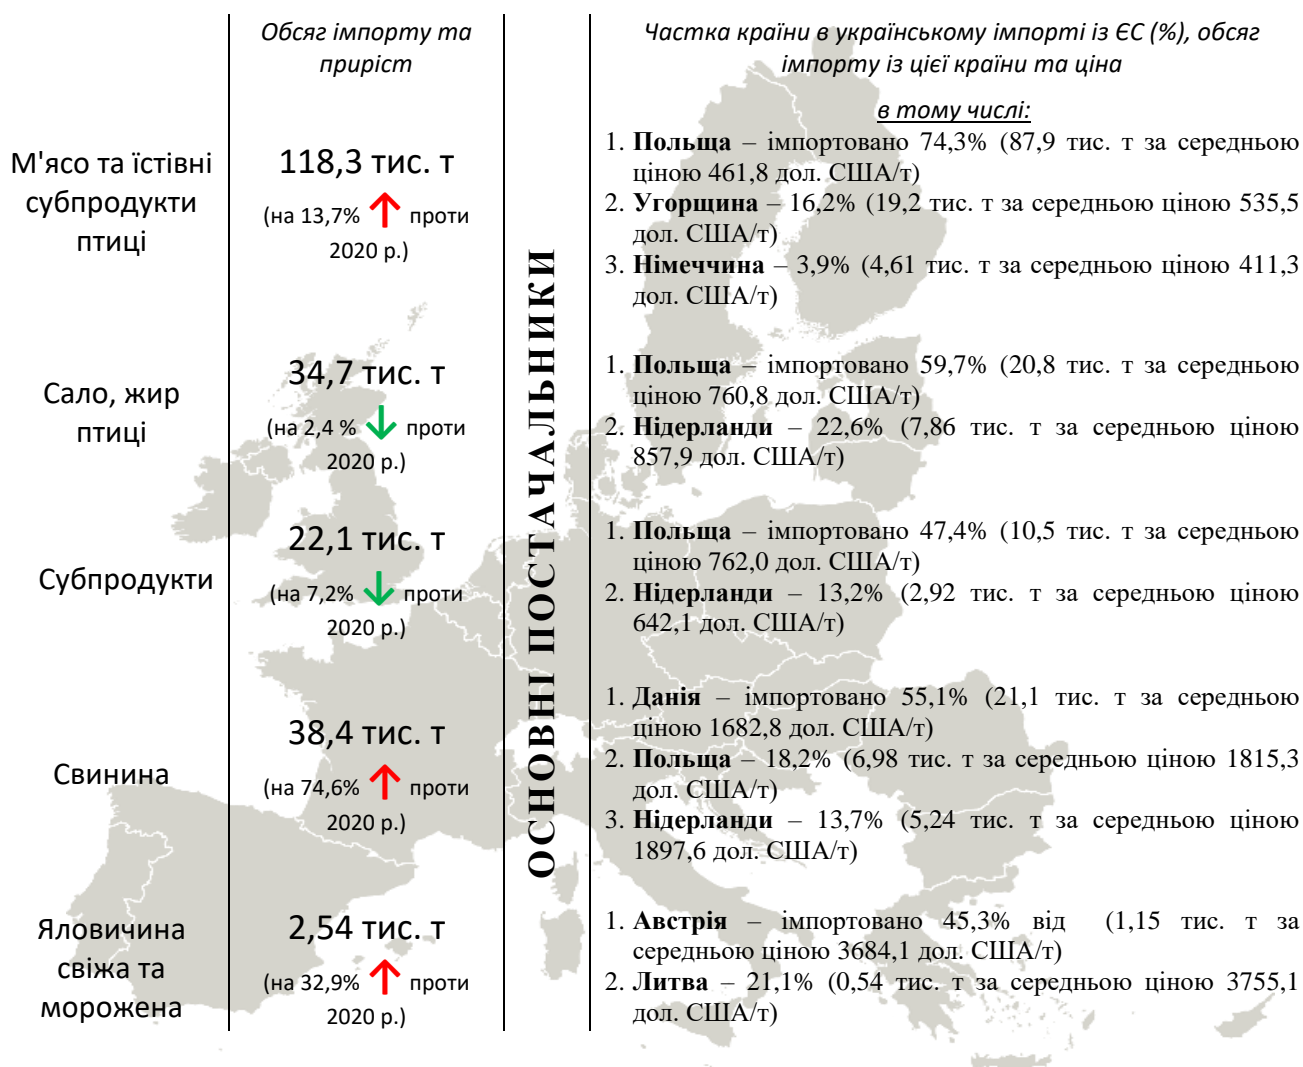 Обсяг імпорту та
приріст
Частка країни в українському імпорті із ЄС (%), обсяг
імпорту із цієї країни та ціна
в тому числі:
М'ясо та їстівні
субпродукти
птиці
118,3 тис. т
(на 13,7% ↑ проти
2020 р.)
ОСНОВНІ ПОСТАЧАЛЬНИКИ
1. Польща – імпортовано 74,3% (87,9 тис. т за середньою
ціною 461,8 дол. США/т)
2. Угорщина – 16,2% (19,2 тис. т за середньою ціною 535,5
дол. США/т)
3. Німеччина – 3,9% (4,61 тис. т за середньою ціною 411,3
дол. США/т)
Сало, жир
птиці
34,7 тис. т
(на 2,4 % ↓ проти
2020 р.)
1. Польща – імпортовано 59,7% (20,8 тис. т за середньою
ціною 760,8 дол. США/т)
2. Нідерланди – 22,6% (7,86 тис. т за середньою ціною
857,9 дол. США/т)
Субпродукти
22,1 тис. т
(на 7,2% ↓ проти
2020 р.)
1. Польща – імпортовано 47,4% (10,5 тис. т за середньою
ціною 762,0 дол. США/т)
2. Нідерланди – 13,2% (2,92 тис. т за середньою ціною
642,1 дол. США/т)
Свинина
38,4 тис. т
(на 74,6% ↑ проти
2020 р.)
1. Данія – імпортовано 55,1% (21,1 тис. т за середньою
ціною 1682,8 дол. США/т)
2. Польща – 18,2% (6,98 тис. т за середньою ціною 1815,3
дол. США/т)
3. Нідерланди – 13,7% (5,24 тис. т за середньою ціною
1897,6 дол. США/т)
Яловичина
свіжа та
морожена
2,54 тис. т
(на 32,9% ↑ проти
2020 р.)
1. Австрія – імпортовано 45,3% від (1,15 тис. т за
середньою ціною 3684,1 дол. США/т)
2. Литва – 21,1% (0,54 тис. т за середньою ціною 3755,1
дол. США/т)